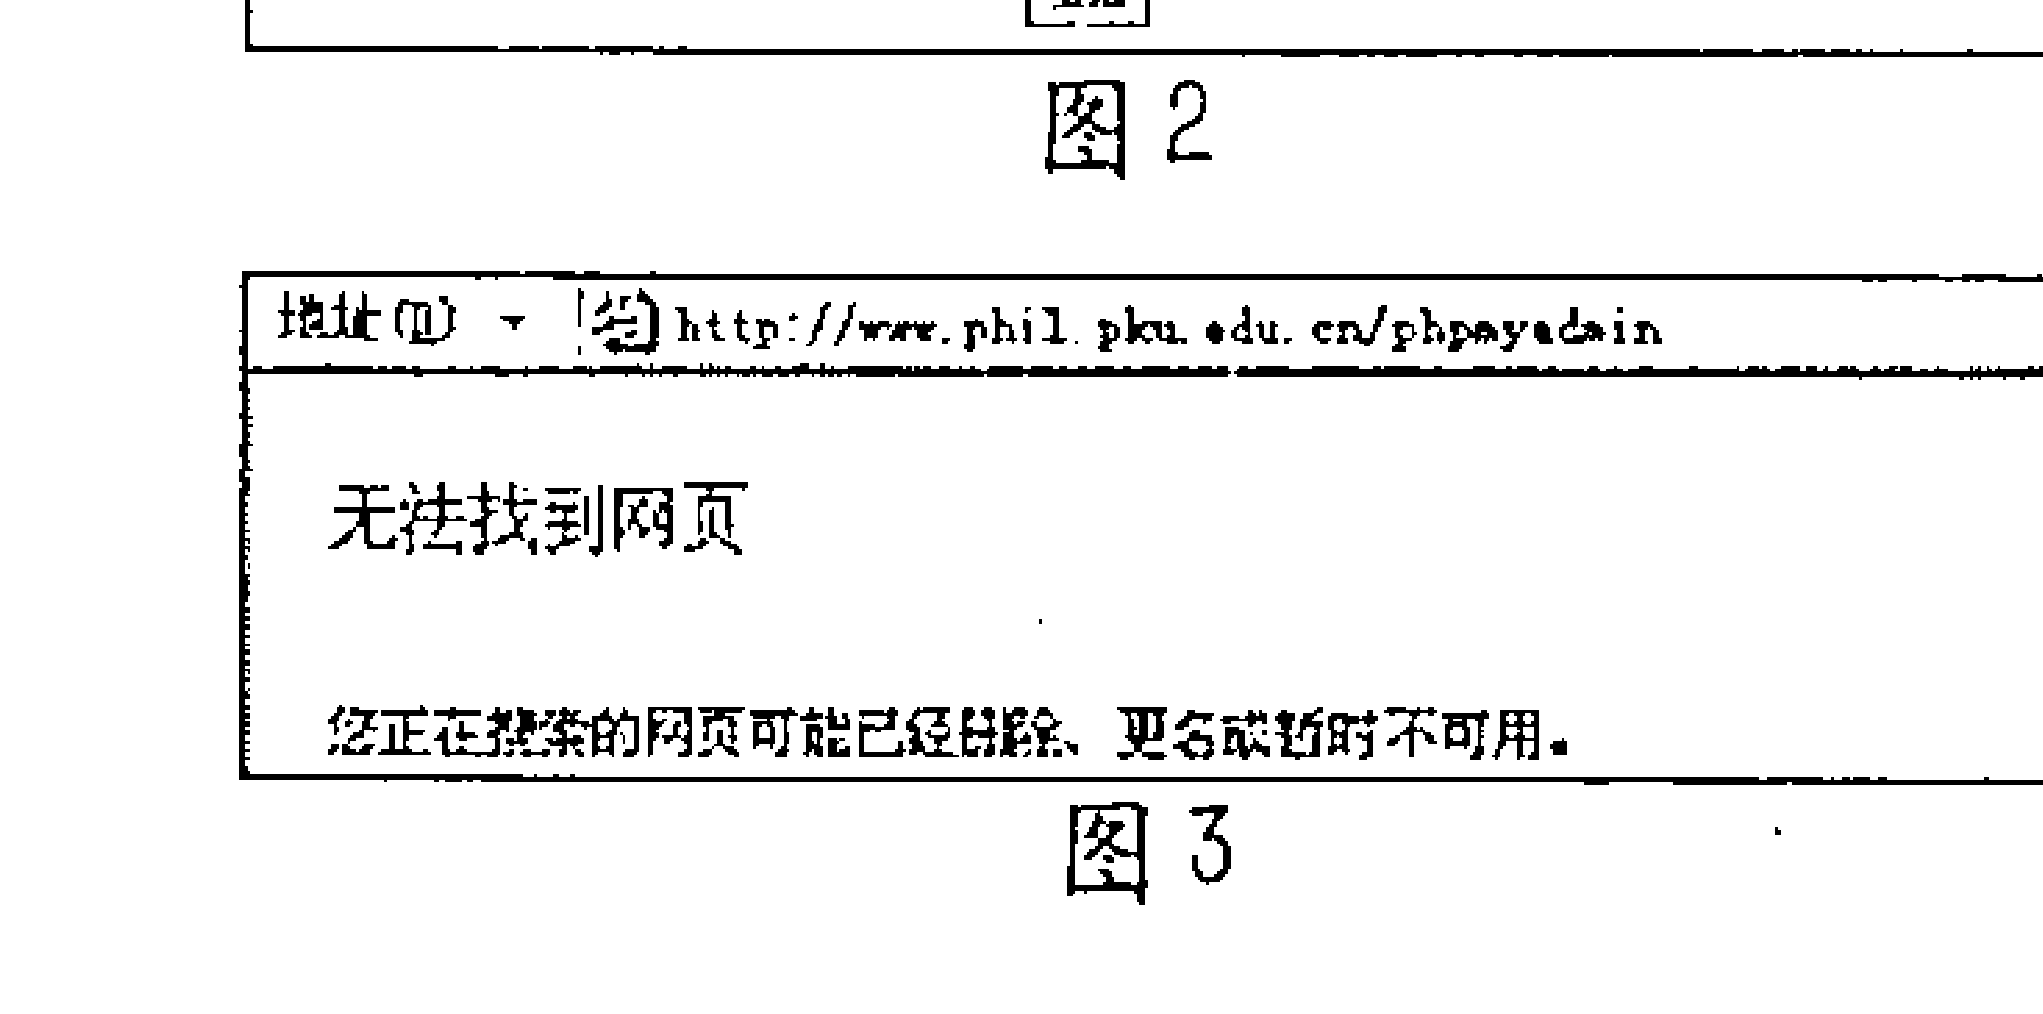 图 2
地址(D) http://www.phil.pku.edu.cn/phpmyadmin
无法找到网页
您正在搜索的网页可能已经删除、更名或暂时不可用。
图 3